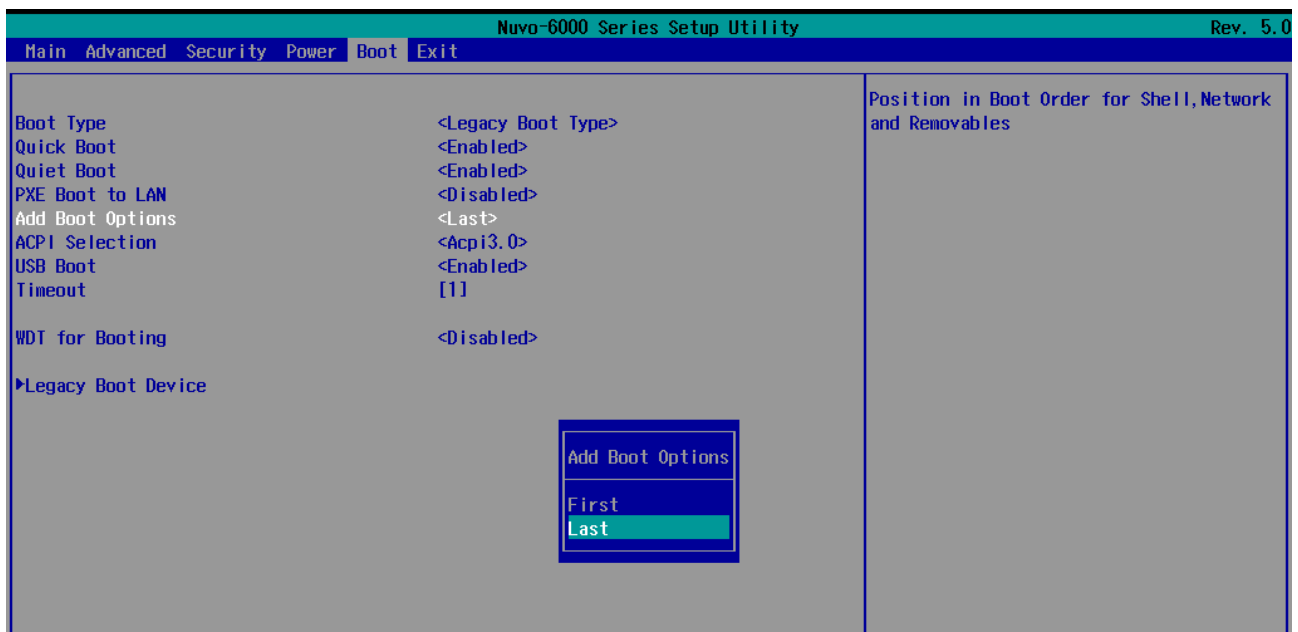 Nuvo-6000 Series Setup Utility Rev. 5.0
Main Advanced Security Power Boot Exit
Boot Type <Legacy Boot Type>
Quick Boot <Enabled>
Quiet Boot <Enabled>
PXE Boot to LAN <Disabled>
Add Boot Options <Last>
ACPI Selection <Acpi3.0>
USB Boot <Enabled>
Timeout [1]
WDT for Booting <Disabled>
▶Legacy Boot Device
Position in Boot Order for Shell,Network
and Removables
Add Boot Options
First
Last